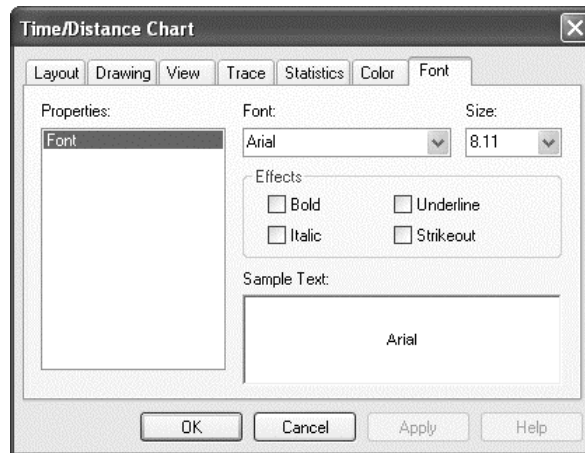 Time/Distance Chart
Layout Drawing View Trace Statistics Color Font
Properties: Font: Size:
Font Arial 8.11
Effects
Bold Underline
Italic Strikeout
Sample Text:
Arial
OK Cancel Apply Help